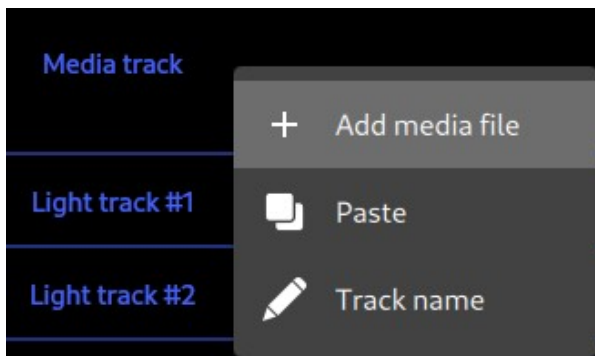 Media track
Add media file
Light track #1
Paste
Light track #2
Track name